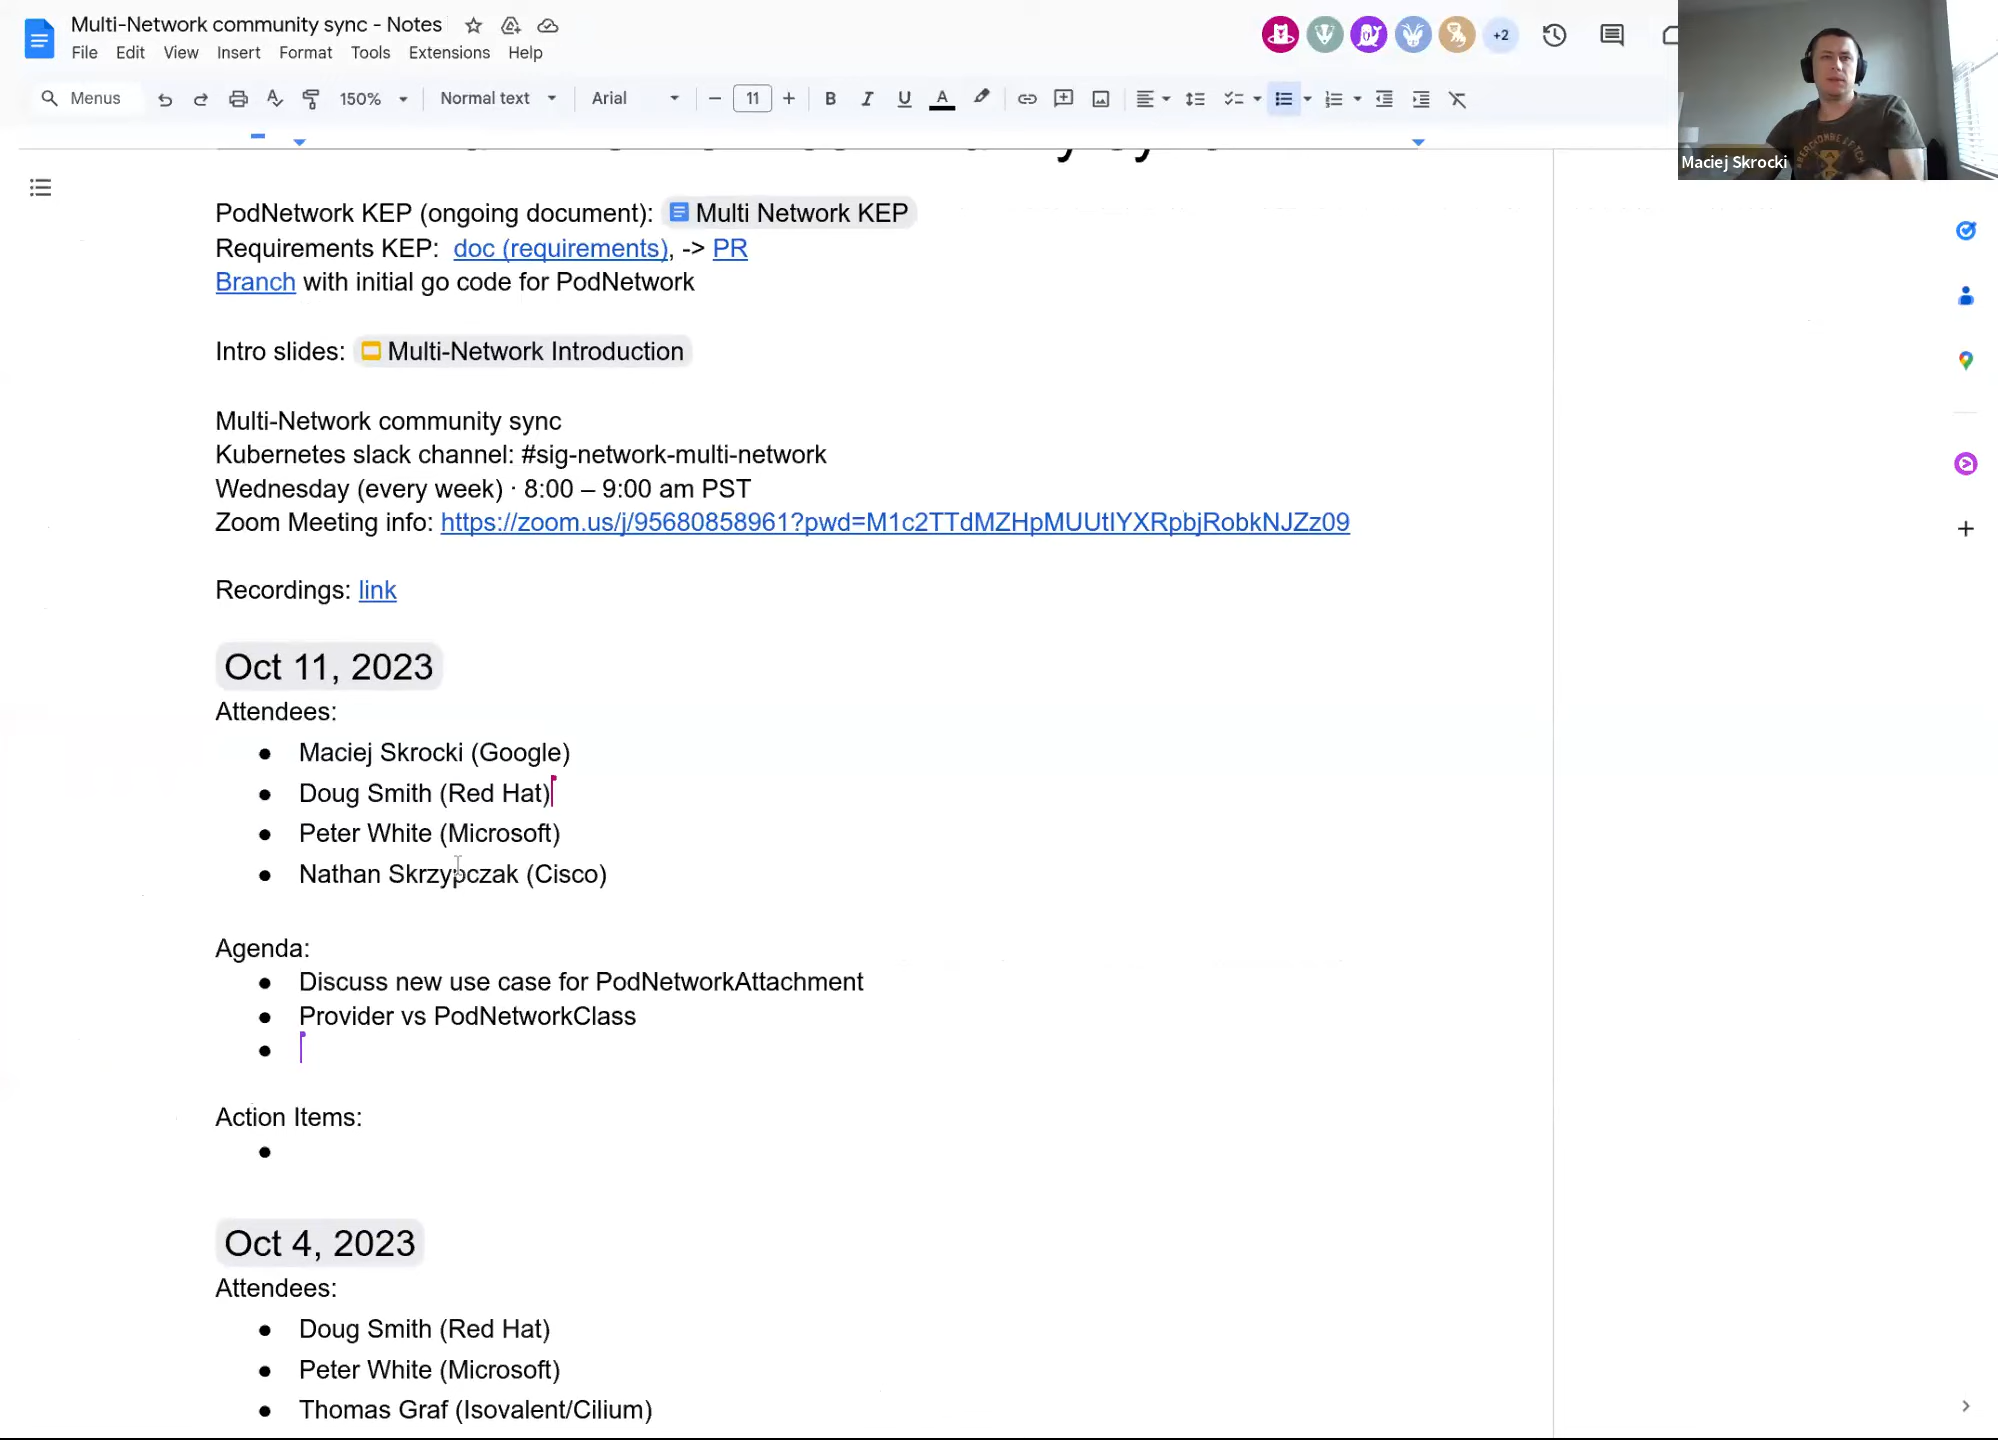 Multi-Network community sync - Notes
File Edit View Insert Format Tools Extensions Help
+2
Menus 150% Normal text Arial 11 B I U A
Maciej Skrocki
PodNetwork KEP (ongoing document): Multi Network KEP
Requirements KEP: doc (requirements), -> PR
Branch with initial go code for PodNetwork
Intro slides: Multi-Network Introduction
Multi-Network community sync
Kubernetes slack channel: #sig-network-multi-network
Wednesday (every week) · 8:00 – 9:00 am PST
Zoom Meeting info: https://zoom.us/j/95680858961?pwd=M1c2TTdMZHpMUUtIYXRpbjRobkNJZz09
Recordings: link
Oct 11, 2023
Attendees:
● Maciej Skrocki (Google)
● Doug Smith (Red Hat)
● Peter White (Microsoft)
● Nathan Skrzypczak (Cisco)
Agenda:
● Discuss new use case for PodNetworkAttachment
● Provider vs PodNetworkClass
●
Action Items:
●
Oct 4, 2023
Attendees:
● Doug Smith (Red Hat)
● Peter White (Microsoft)
● Thomas Graf (Isovalent/Cilium)